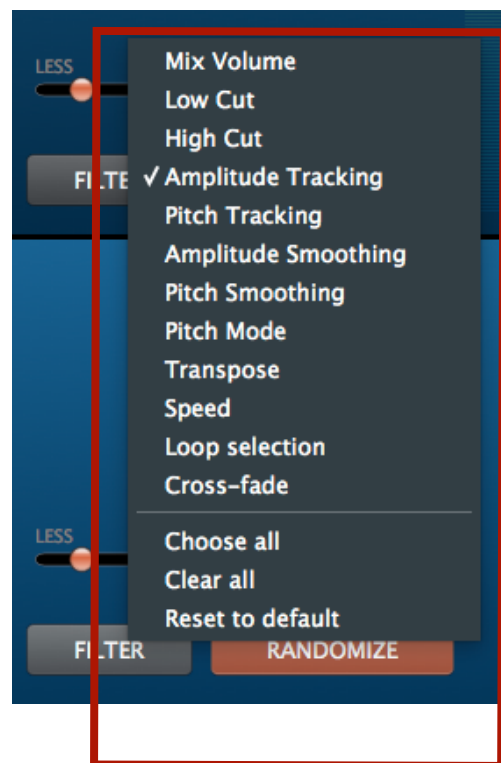 LESS
Mix Volume
Low Cut
High Cut
FILTE ✓ Amplitude Tracking
Pitch Tracking
Amplitude Smoothing
Pitch Smoothing
Pitch Mode
Transpose
Speed
Loop selection
Cross-fade
LESS
Choose all
Clear all
Reset to default
FILTER RANDOMIZE